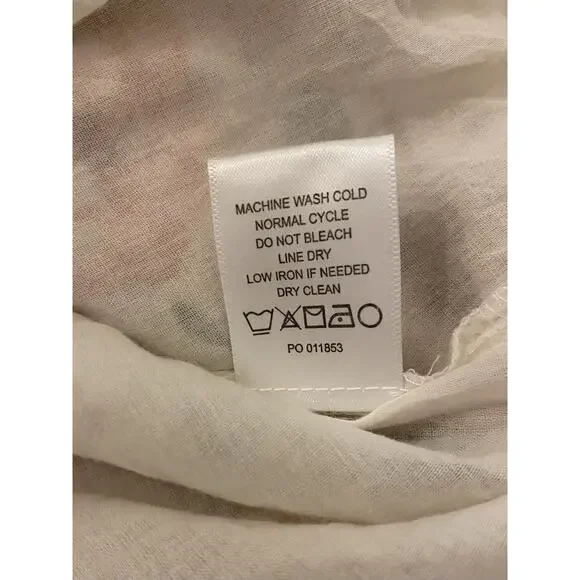 MACHINE WASH COLD
NORMAL CYCLE
DO NOT BLEACH
LINE DRY
LOW IRON IF NEEDED
DRY CLEAN
PO 011853